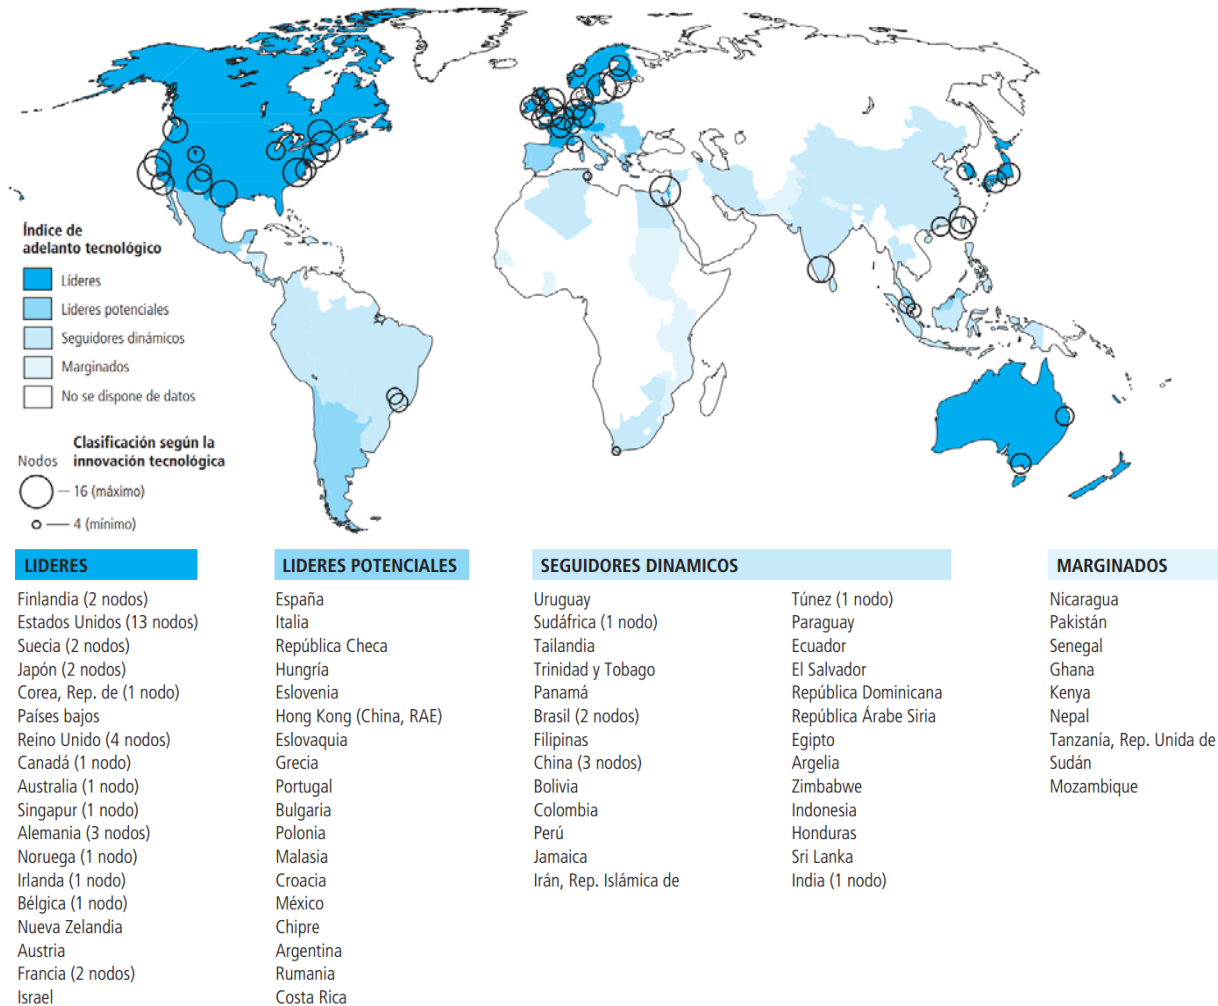 Índice de
adelanto tecnológico
Líderes
Líderes potenciales
Seguidores dinámicos
Marginados
No se dispone de datos
Clasificación según la
Nodos innovación tecnológica
16 (máximo)
4 (mínimo)
LIDERES
Finlandia (2 nodos)
Estados Unidos (13 nodos)
Suecia (2 nodos)
Japón (2 nodos)
Corea, Rep. de (1 nodo)
Países bajos
Reino Unido (4 nodos)
Canadá (1 nodo)
Australia (1 nodo)
Singapur (1 nodo)
Alemania (3 nodos)
Noruega (1 nodo)
Irlanda (1 nodo)
Bélgica (1 nodo)
Nueva Zelandia
Austria
Francia (2 nodos)
Israel
LIDERES POTENCIALES
España
Italia
República Checa
Hungría
Eslovenia
Hong Kong (China, RAE)
Eslovaquia
Grecia
Portugal
Bulgaria
Polonia
Malasia
Croacia
México
Chipre
Argentina
Rumania
Costa Rica
SEGUIDORES DINAMICOS
Uruguay
Sudáfrica (1 nodo)
Tailandia
Trinidad y Tobago
Panamá
Brasil (2 nodos)
Filipinas
China (3 nodos)
Bolivia
Colombia
Perú
Jamaica
Irán, Rep. Islámica de
Túnez (1 nodo)
Paraguay
Ecuador
El Salvador
República Dominicana
República Árabe Siria
Egipto
Argelia
Zimbabwe
Indonesia
Honduras
Sri Lanka
India (1 nodo)
MARGINADOS
Nicaragua
Pakistán
Senegal
Ghana
Kenya
Nepal
Tanzanía, Rep. Unida de
Sudán
Mozambique